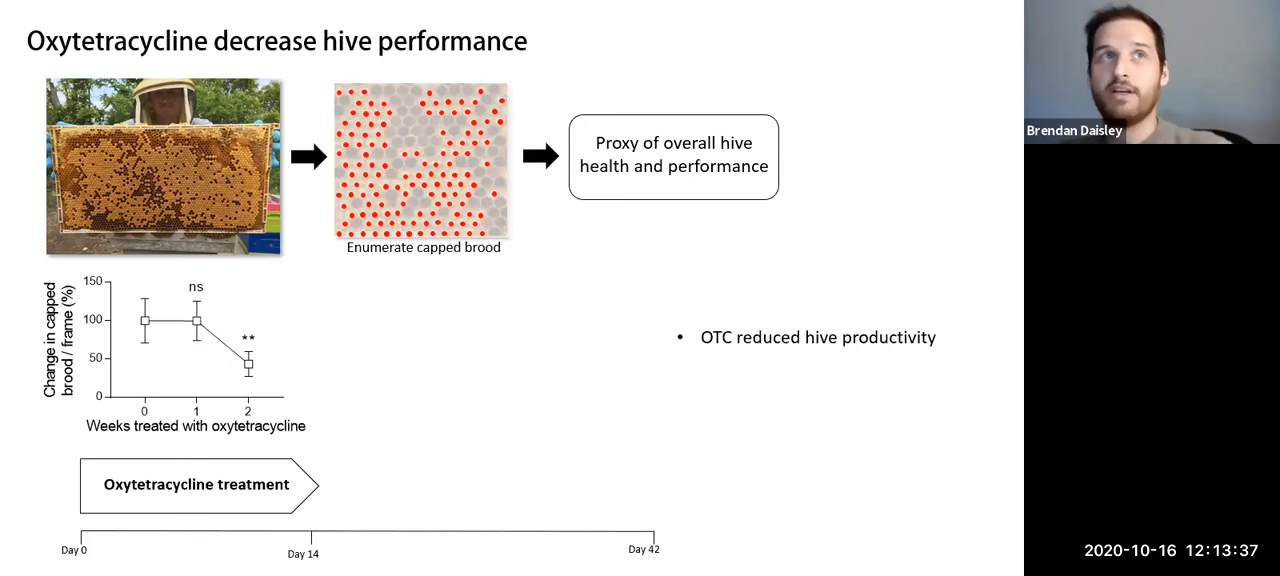 Oxytetracycline decrease hive performance
Proxy of overall hive
health and performance
Enumerate capped brood
Brendan Daisley
Change in capped
brood / frame (%)
150
100
50
0
ns
**
0 1 2
Weeks treated with oxytetracycline
• OTC reduced hive productivity
Oxytetracycline treatment
Day 0
Day 14
Day 42
2020-10-16 12:13:37